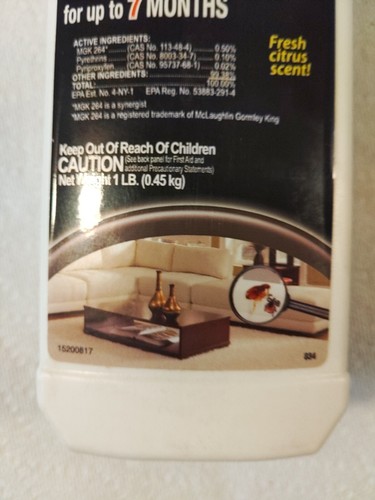 for up to 7 MONTHS
ACTIVE INGREDIENTS:
MGK 264* (CAS No. 113-48-4) 0.50%
Pyrethrins (CAS No. 8003-34-7) 0.10%
Pyriproxyfen (CAS No. 95737-68-1) 0.02%
OTHER INGREDIENTS: 99.38%
TOTAL: 100.00%
EPA Est. No. 4-NY-1 EPA Reg. No. 53883-291-4
*MGK 264 is a synergist
*MGK 264 is a registered trademark of McLaughlin Gormley King
Fresh
citrus
scent!
Keep Out Of Reach Of Children
CAUTION (See back panel for First Aid and
additional Precautionary Statements)
Net Weight 1 LB. (0.45 kg)
15200817
034